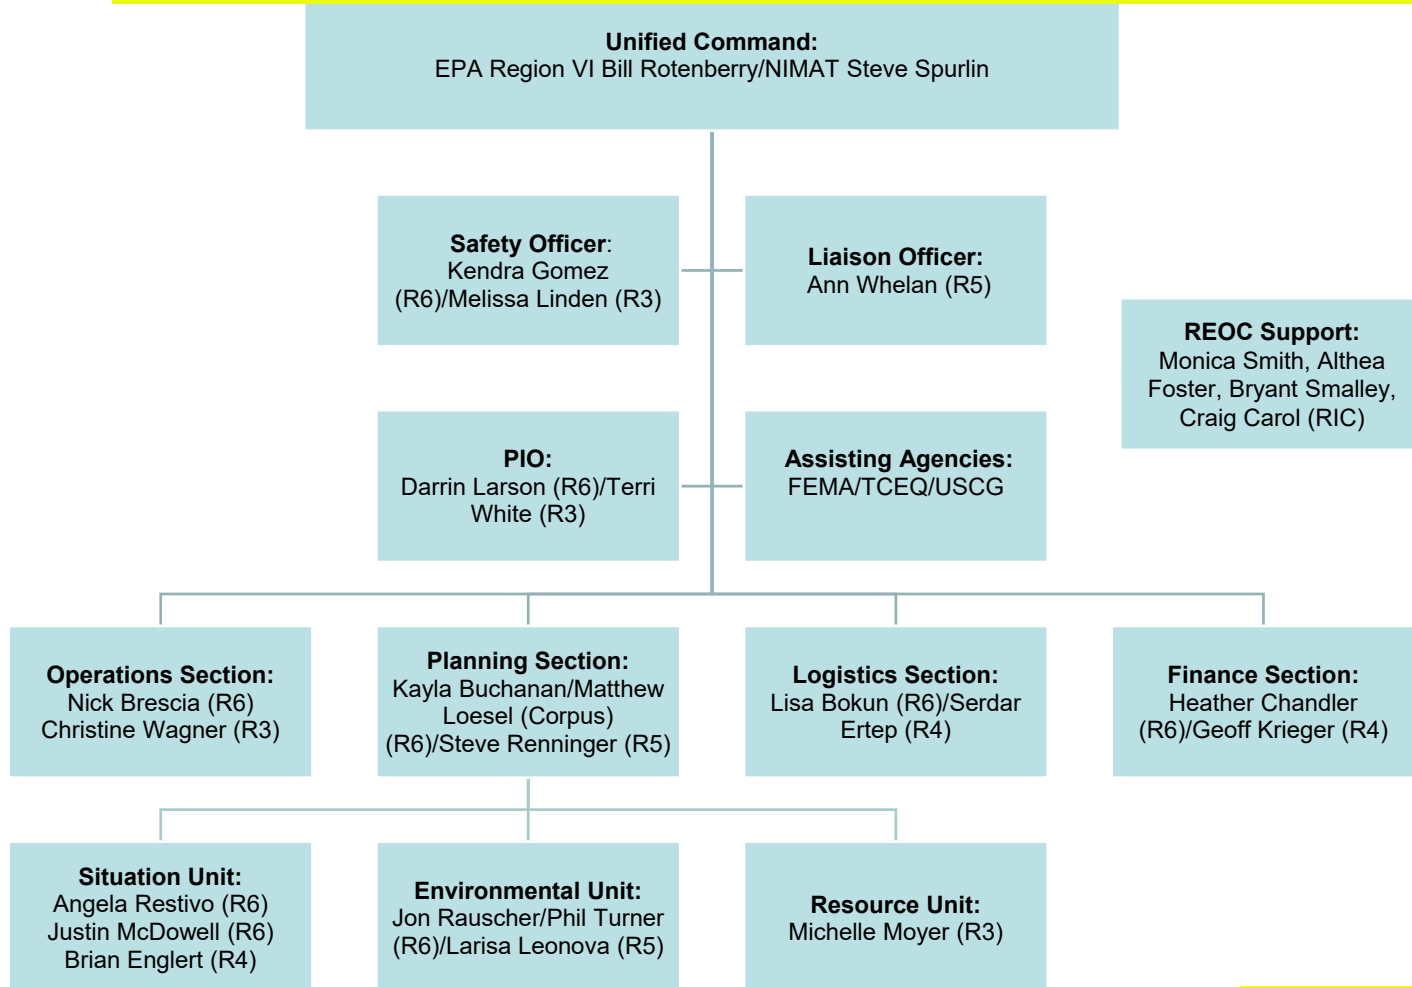 Unified Command:
EPA Region VI Bill Rotenberry/NIMAT Steve Spurlin
Safety Officer:
Kendra Gomez
(R6)/Melissa Linden (R3)
Liaison Officer:
Ann Whelan (R5)
REOC Support:
Monica Smith, Althea
Foster, Bryant Smalley,
Craig Carol (RIC)
PIO:
Darrin Larson (R6)/Terri
White (R3)
Assisting Agencies:
FEMA/TCEQ/USCG
Operations Section:
Nick Brescia (R6)
Christine Wagner (R3)
Planning Section:
Kayla Buchanan/Matthew
Loesel (Corpus)
(R6)/Steve Renninger (R5)
Logistics Section:
Lisa Bokun (R6)/Serdar
Ertep (R4)
Finance Section:
Heather Chandler
(R6)/Geoff Krieger (R4)
Situation Unit:
Angela Restivo (R6)
Justin McDowell (R6)
Brian Englert (R4)
Environmental Unit:
Jon Rauscher/Phil Turner
(R6)/Larisa Leonova (R5)
Resource Unit:
Michelle Moyer (R3)